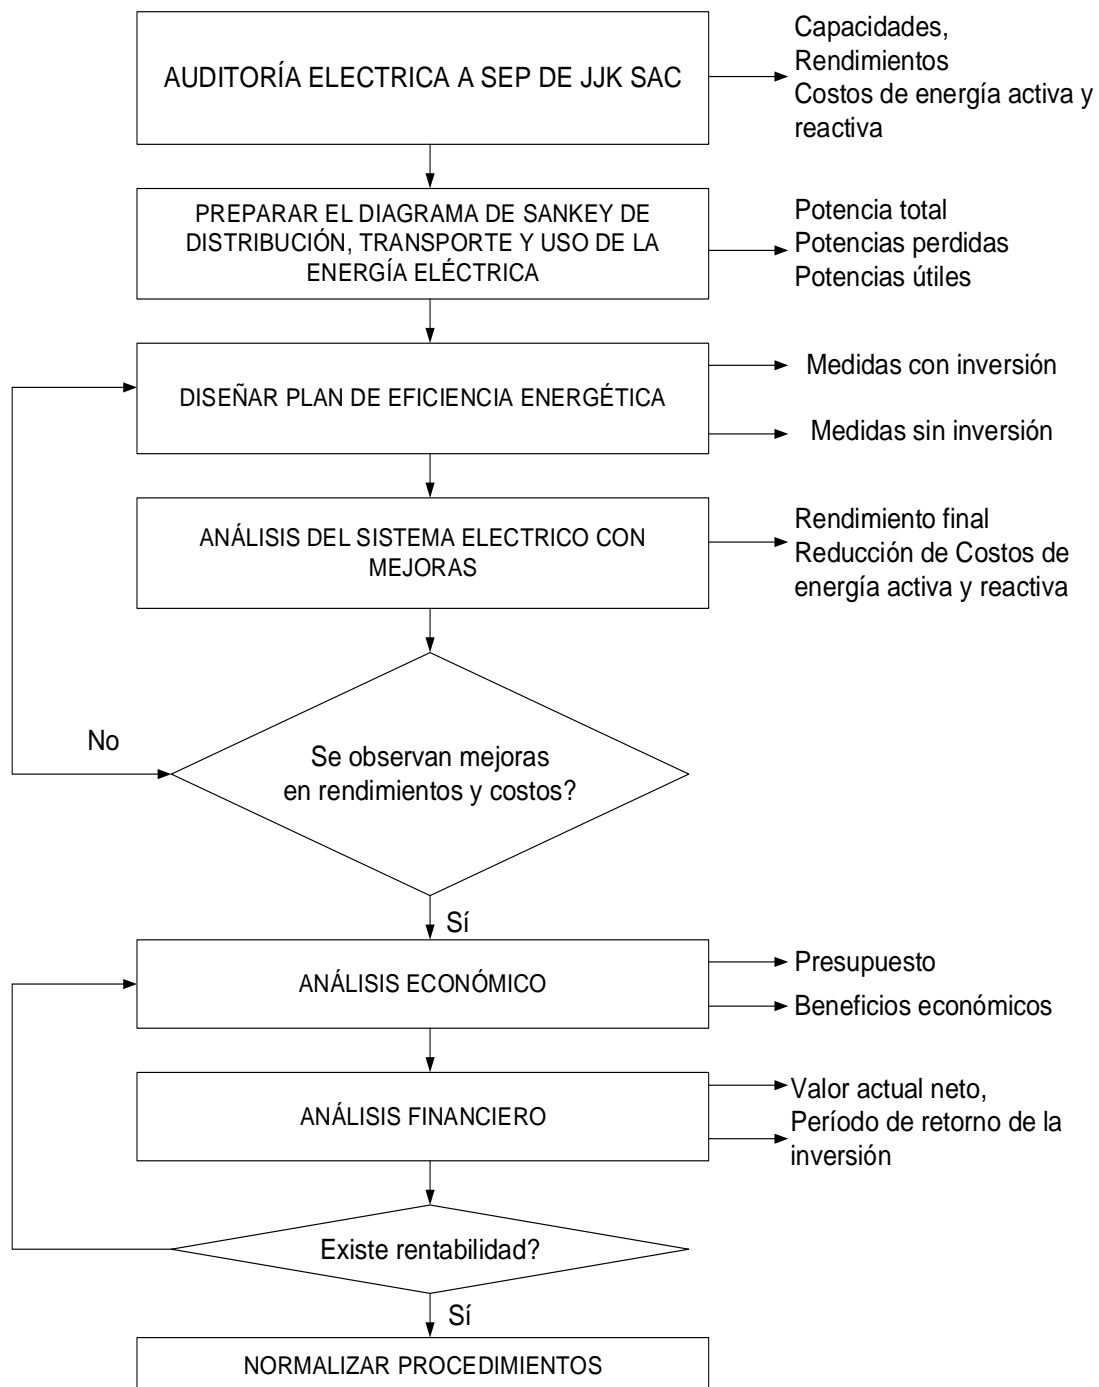 AUDITORÍA ELECTRICA A SEP DE JJK SAC
Capacidades,
Rendimientos
Costos de energía activa y
reactiva
PREPARAR EL DIAGRAMA DE SANKEY DE
DISTRIBUCIÓN, TRANSPORTE Y USO DE LA
ENERGÍA ELÉCTRICA
Potencia total
Potencias perdidas
Potencias útiles
DISEÑAR PLAN DE EFICIENCIA ENERGÉTICA
Medidas con inversión
Medidas sin inversión
ANÁLISIS DEL SISTEMA ELECTRICO CON
MEJORAS
Rendimiento final
Reducción de Costos de
energía activa y reactiva
No
Se observan mejoras
en rendimientos y costos?
Sí
ANÁLISIS ECONÓMICO
Presupuesto
Beneficios económicos
ANÁLISIS FINANCIERO
Valor actual neto,
Período de retorno de la
inversión
Existe rentabilidad?
Sí
NORMALIZAR PROCEDIMIENTOS